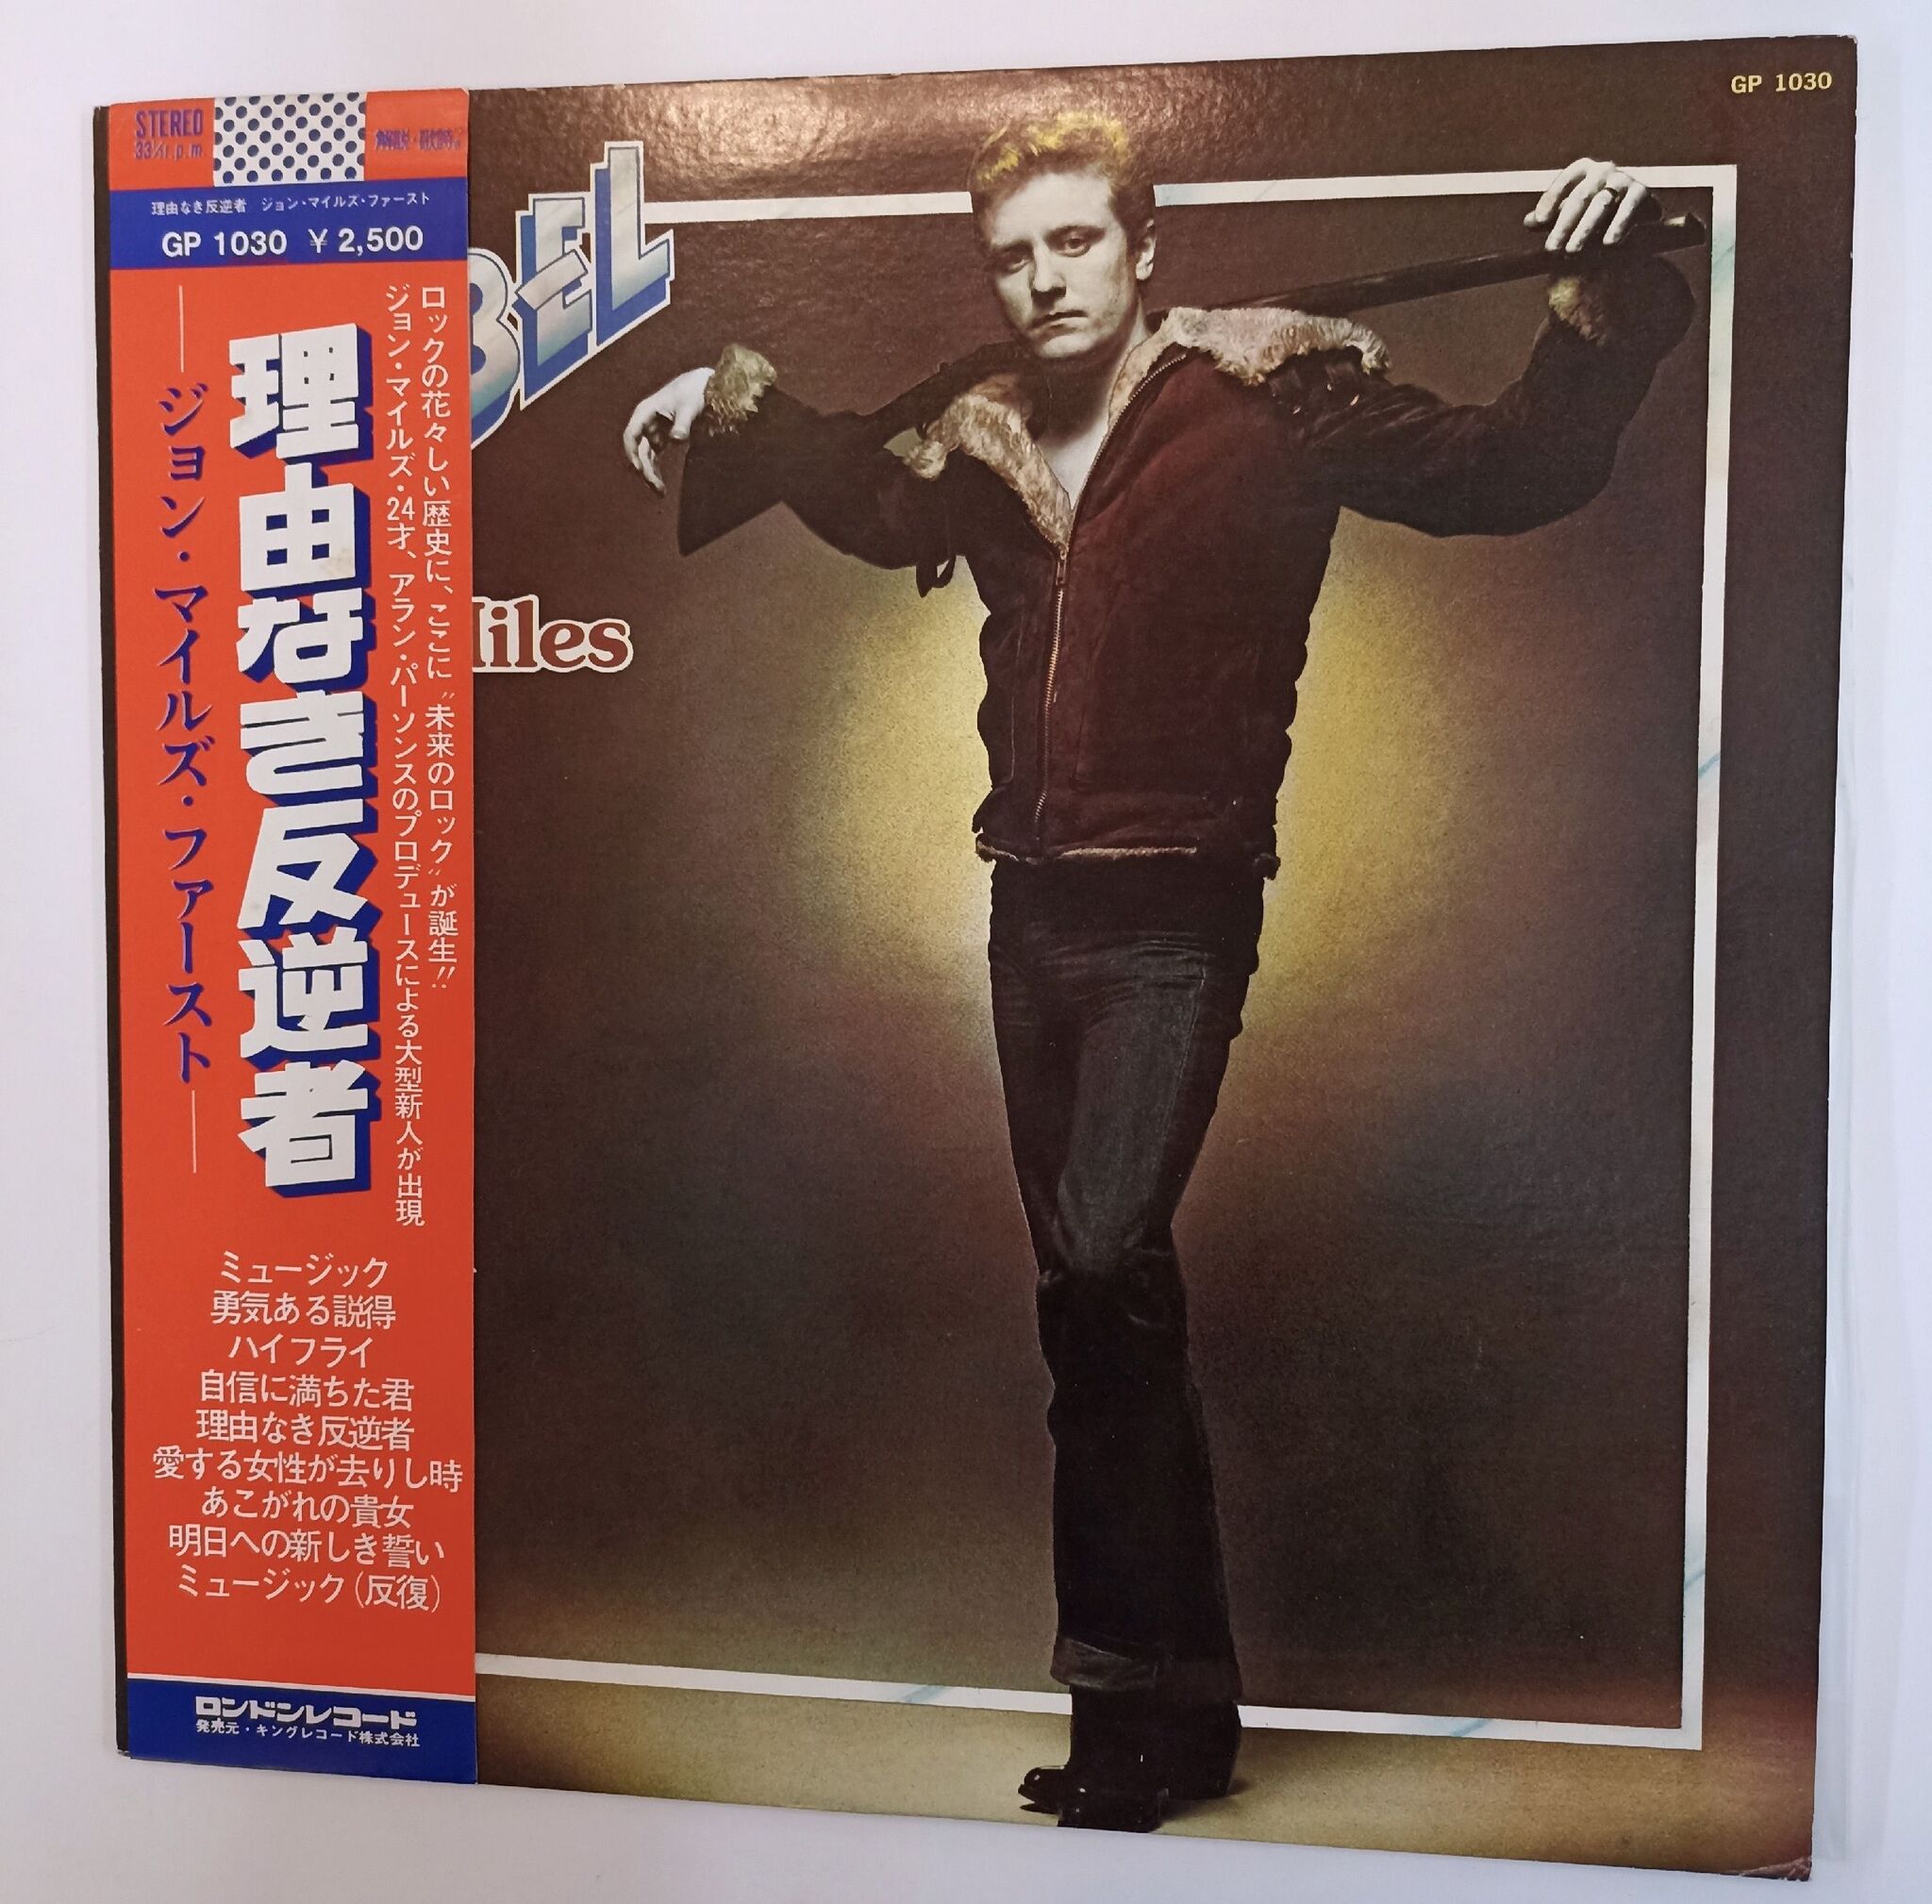 STEREO
33⅓r.p.m.
解説・歌詩付
理由なき反逆者 ジョン・マイルズ・ファースト
GP 1030 ¥2,500
ロックの花々しい歴史に、ここに〝未来のロック〟が誕生!!
ジョン・マイルズ・24才、アラン・パーソンスのプロデュースによる大型新人が出現
理由なき反逆者
ジョン・マイルズ・ファースト
ミュージック
勇気ある説得
ハイフライ
自信に満ちた君
理由なき反逆者
愛する女性が去りし時
あこがれの貴女
明日への新しき誓い
ミュージック(反復)
ロンドンレコード
発売元・キングレコード株式会社
GP 1030
BEL
iles